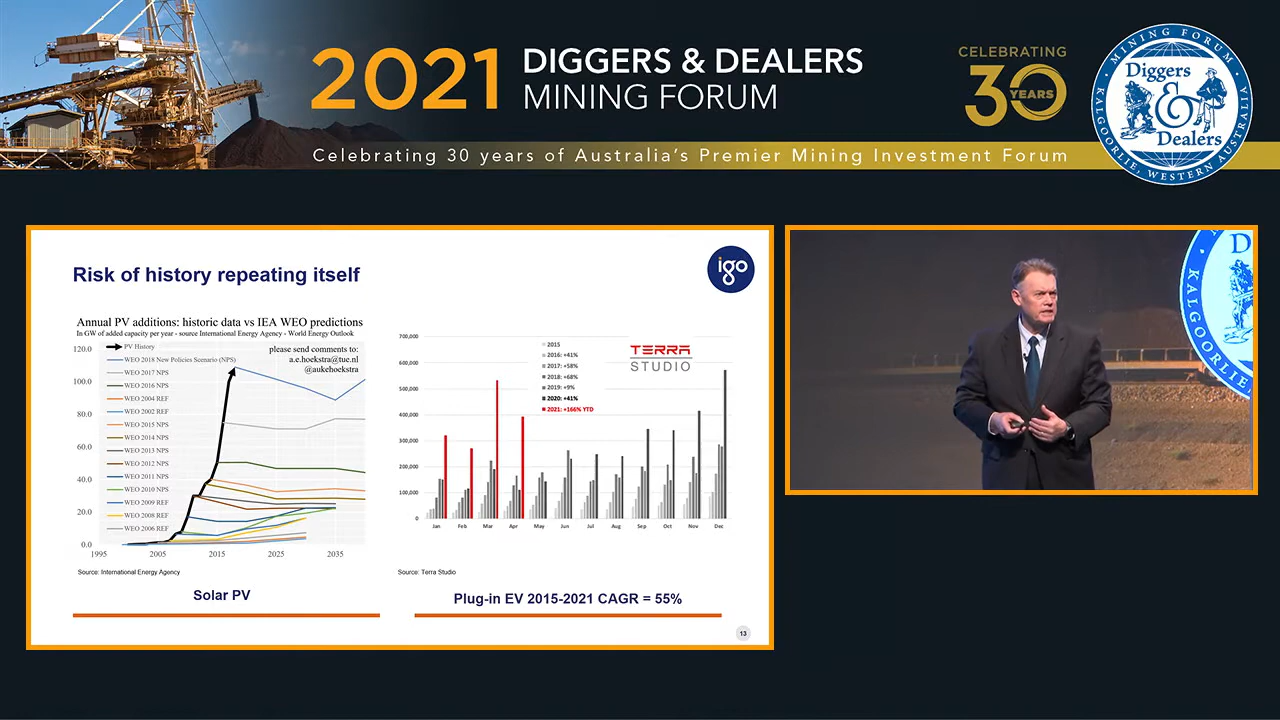 2021 DIGGERS & DEALERS
MINING FORUM
CELEBRATING
30 YEARS
Celebrating 30 years of Australia's Premier Mining Investment Forum
MINING FORUM
Diggers
&
Dealers
KALGOORLIE, WESTERN AUSTRALIA
Risk of history repeating itself
igo
Annual PV additions: historic data vs IEA WEO predictions
In GW of added capacity per year - source International Energy Agency - World Energy Outlook
please send comments to:
a.e.hoekstra@tue.nl
@aukehoekstra
PV History
WEO 2018 New Policies Scenario (NPS)
WEO 2017 NPS
WEO 2016 NPS
WEO 2004 REF
WEO 2002 REF
WEO 2015 NPS
WEO 2014 NPS
WEO 2013 NPS
WEO 2012 NPS
WEO 2011 NPS
WEO 2010 NPS
WEO 2009 REF
WEO 2008 REF
WEO 2006 REF
120.0
100.0
80.0
60.0
40.0
20.0
0.0
1995 2005 2015 2025 2035
Source: International Energy Agency
Solar PV
700,000
600,000
500,000
400,000
300,000
200,000
100,000
0
2015
2016: +41%
2017: +58%
2018: +68%
2019: +9%
2020: +41%
2021: +166% YTD
TERRA
STUDIO
Jan Feb Mar Apr May Jun Jul Aug Sep Oct Nov Dec
Source: Terra Studio
Plug-in EV 2015-2021 CAGR = 55%
13
D
KALGOORLIE